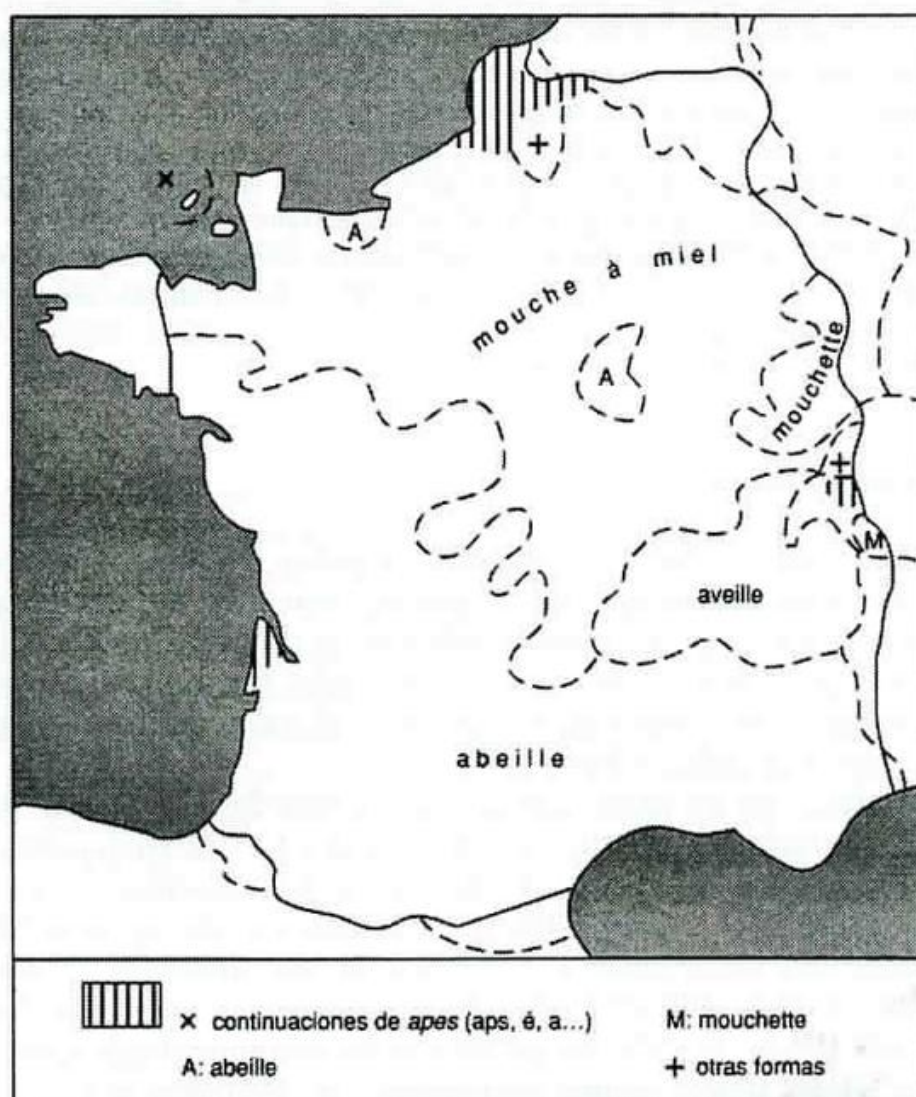 A
mouche à miel
A
mouchette
M
aveille
abeille
× continuaciones de apes (aps, é, a...)
M: mouchette
A: abeille
+ otras formas